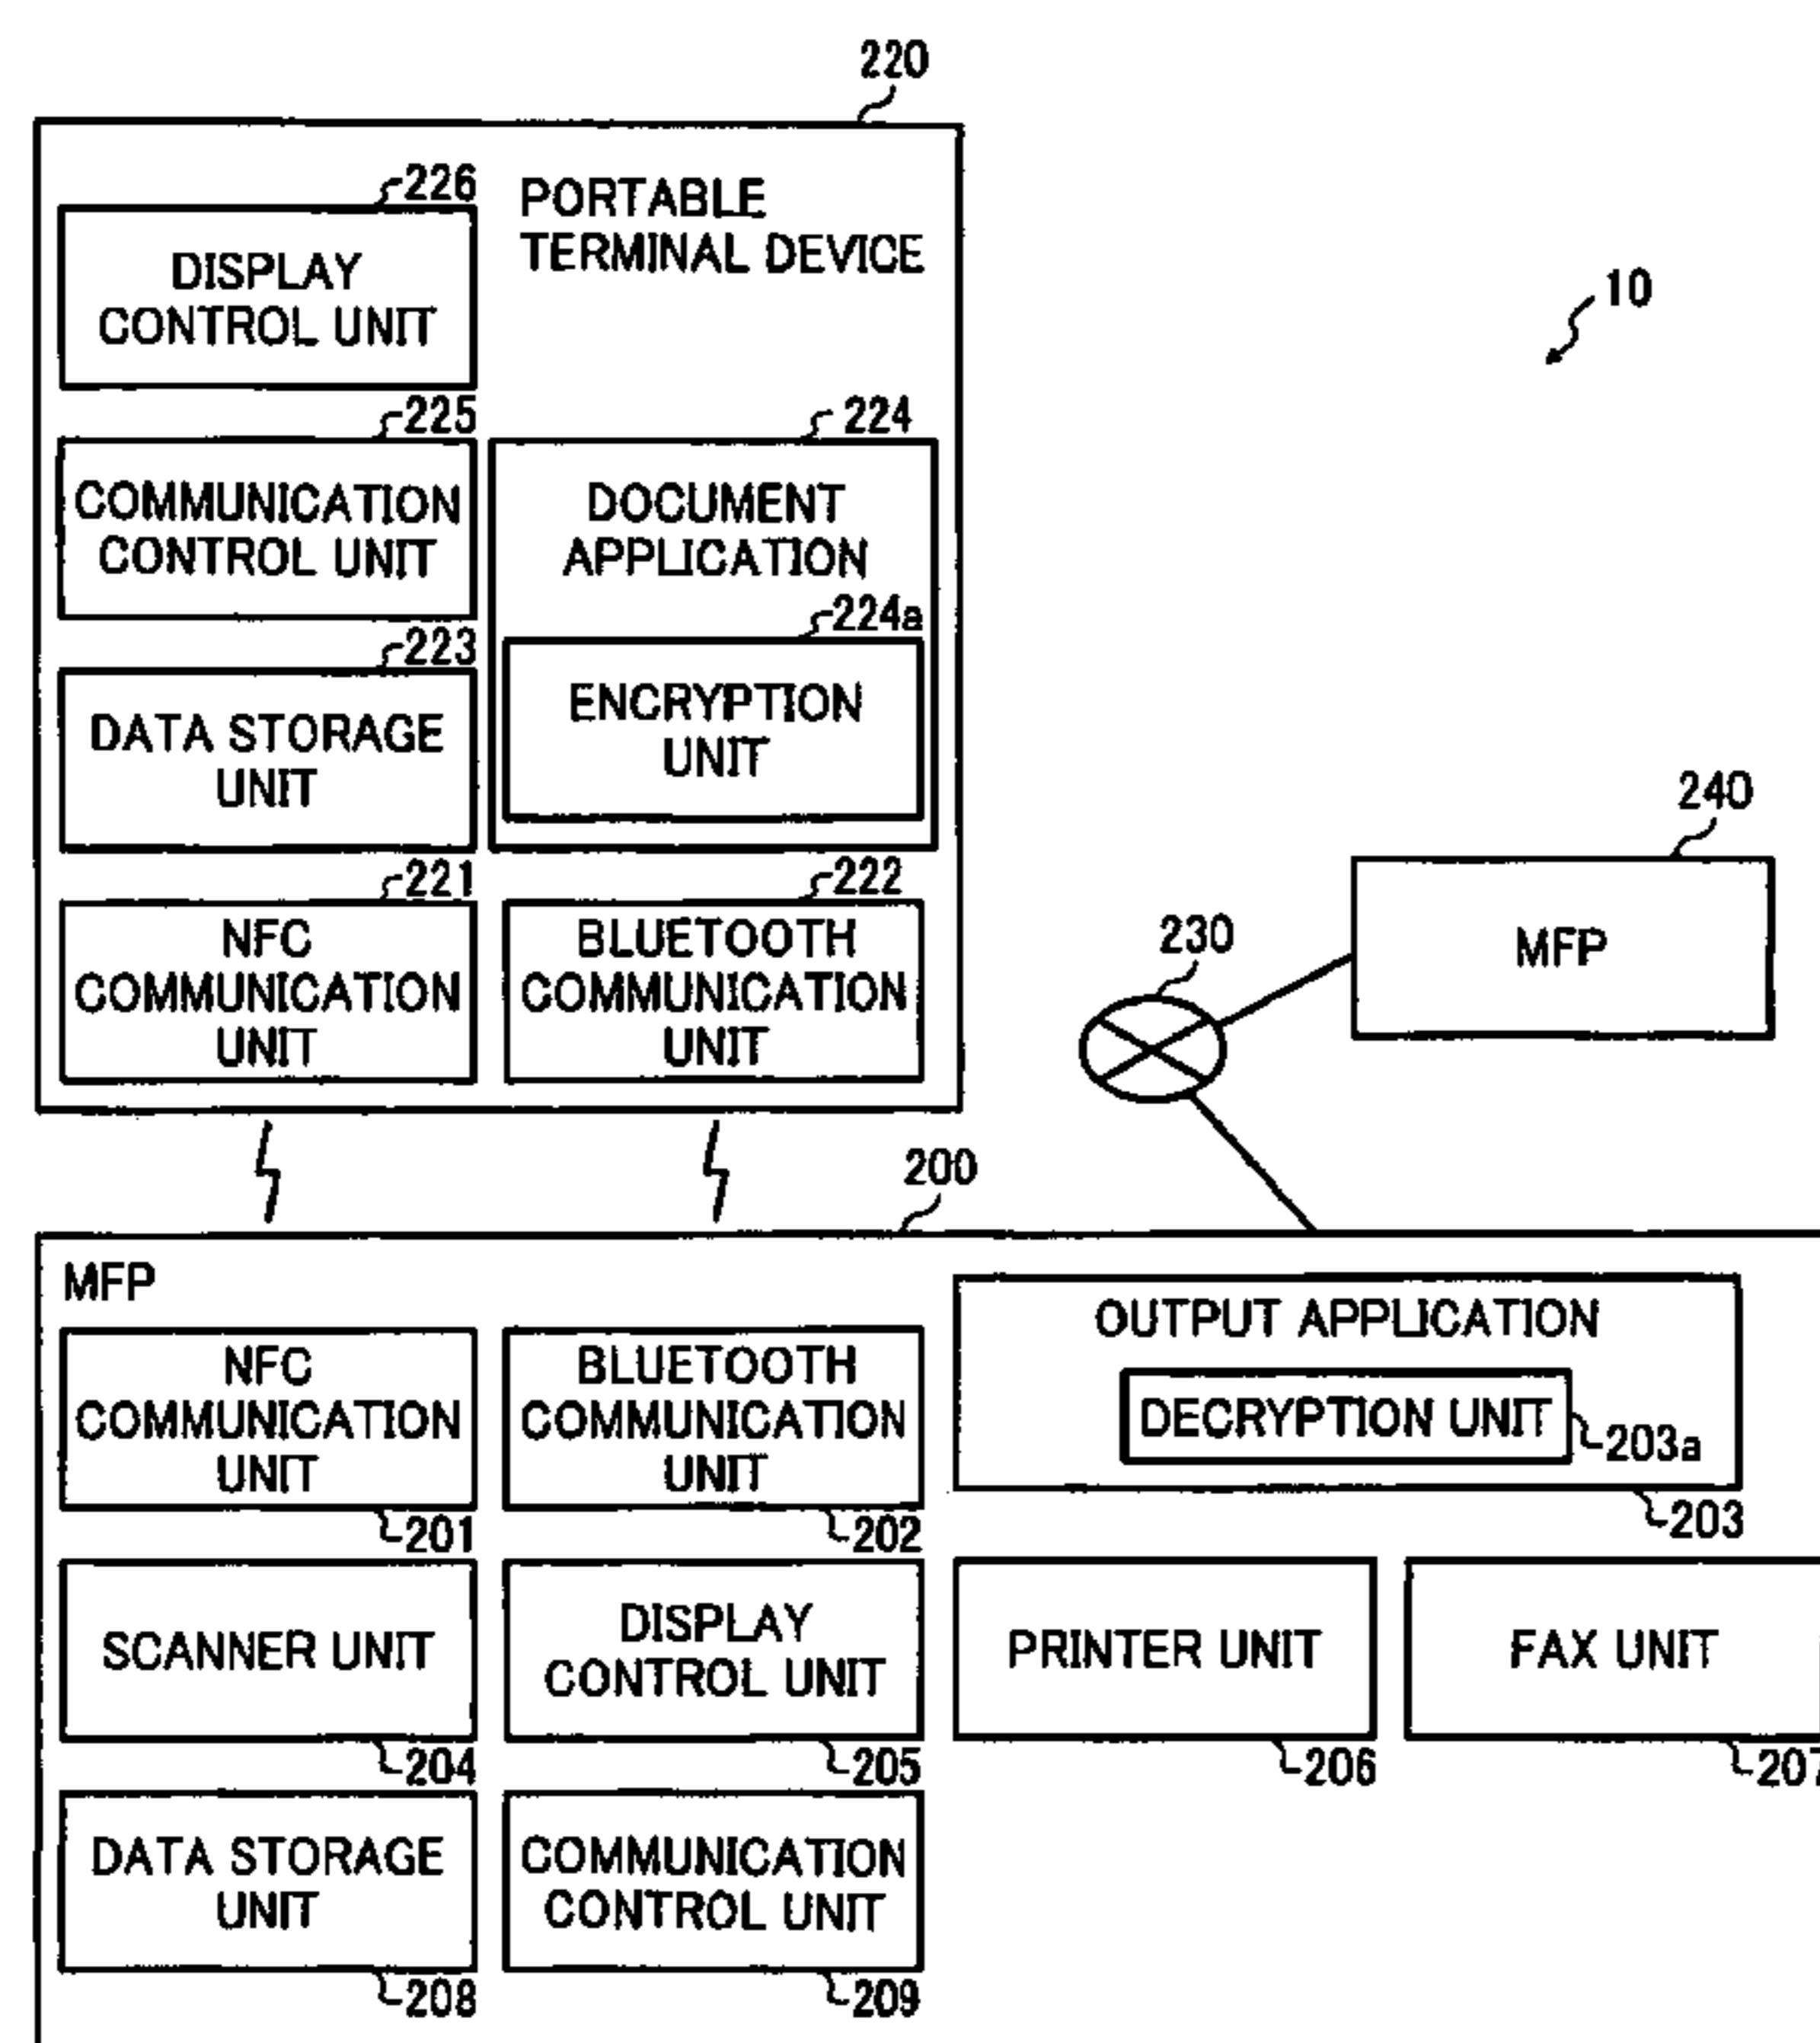 220
226
PORTABLE
TERMINAL DEVICE
DISPLAY
CONTROL UNIT
10
225
224
COMMUNICATION
CONTROL UNIT
DOCUMENT
APPLICATION
224a
223
ENCRYPTION
UNIT
DATA STORAGE
UNIT
240
221
222
NFC
COMMUNICATION
UNIT
BLUETOOTH
COMMUNICATION
UNIT
230
MFP
200
MFP
NFC
COMMUNICATION
UNIT
201
BLUETOOTH
COMMUNICATION
UNIT
202
OUTPUT APPLICATION
DECRYPTION UNIT
203a
203
SCANNER UNIT
204
DISPLAY
CONTROL UNIT
205
PRINTER UNIT
206
FAX UNIT
207
DATA STORAGE
UNIT
208
COMMUNICATION
CONTROL UNIT
209